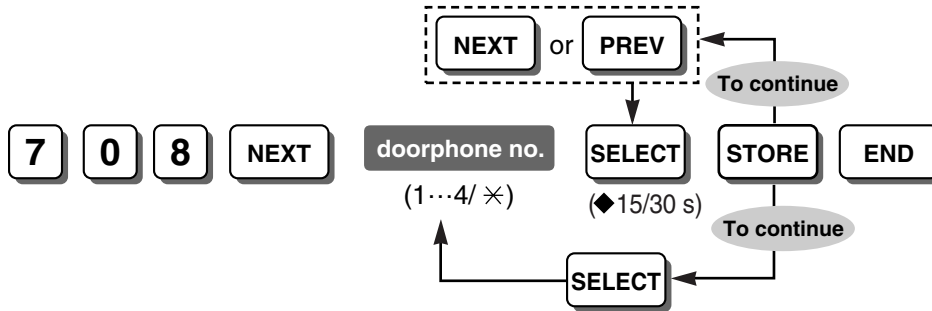 NEXT or PREV
To continue
7 0 8 NEXT doorphone no. SELECT STORE END
(1···4/ ✳) (◆15/30 s)
To continue
SELECT